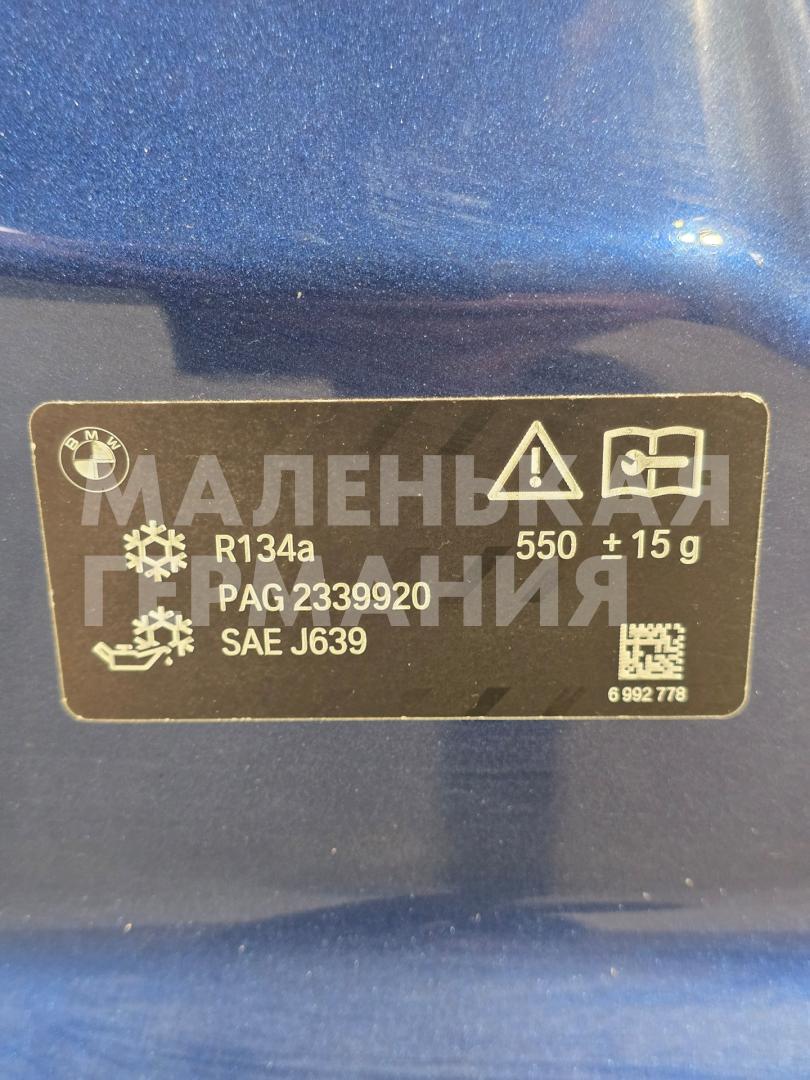 BMW
МАЛЕНЬКАЯ
ГЕРМАНИЯ
R134a 550 ± 15 g
PAG 2339920
SAE J639
6 992 778